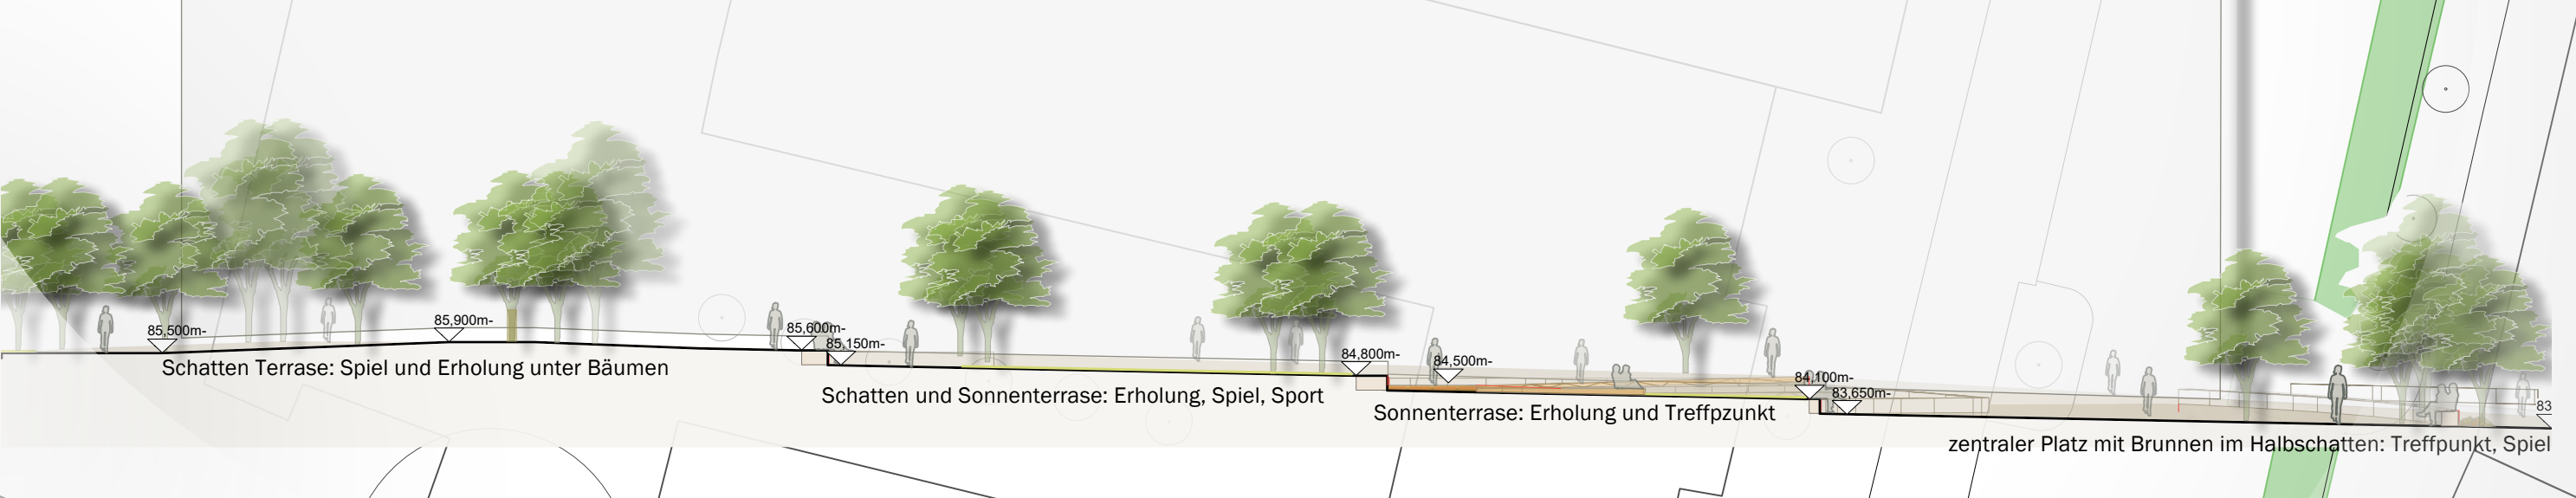 85,500m-
85,900m-
85,600m-
85,150m-
84,800m-
84,500m-
84,100m-
83,650m-
83
Schatten Terrase: Spiel und Erholung unter Bäumen
Schatten und Sonnenterrase: Erholung, Spiel, Sport
Sonnenterrase: Erholung und Treffpzunkt
zentraler Platz mit Brunnen im Halbschatten: Treffpunkt, Spiel